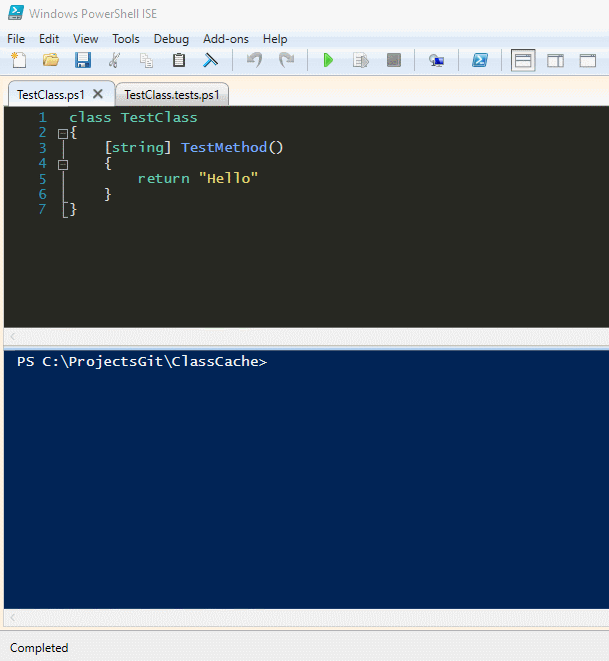 Windows PowerShell ISE
File Edit View Tools Debug Add-ons Help
TestClass.ps1 TestClass.tests.ps1
1 class TestClass
2 {
3 [string] TestMethod()
4 {
5 return "Hello"
6 }
7 }
PS C:\ProjectsGit\ClassCache>
Completed